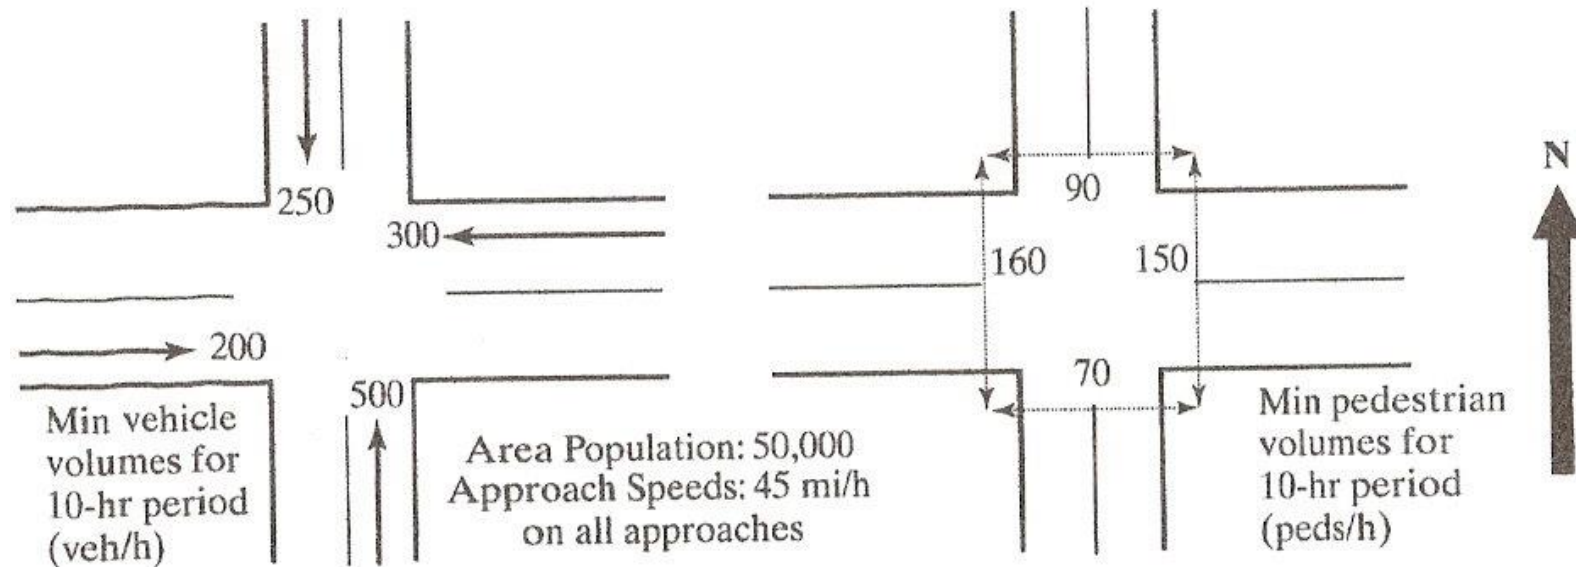 250
300
200
500
Min vehicle
volumes for
10-hr period
(veh/h)
Area Population: 50,000
Approach Speeds: 45 mi/h
on all approaches
90
160
150
70
Min pedestrian
volumes for
10-hr period
(peds/h)
N